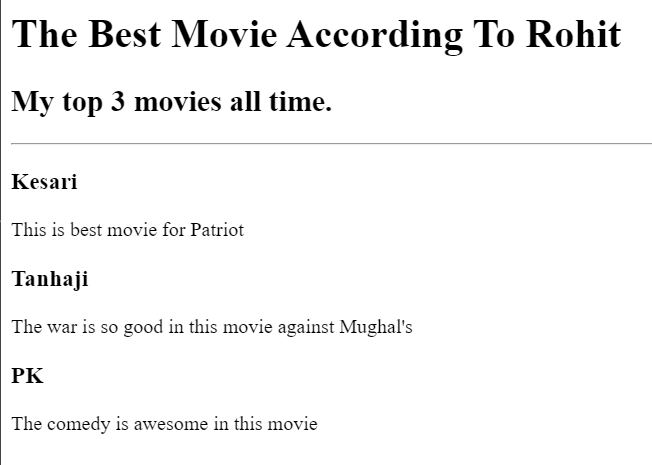 The Best Movie According To Rohit
My top 3 movies all time.
Kesari
This is best movie for Patriot
Tanhaji
The war is so good in this movie against Mughal's
PK
The comedy is awesome in this movie